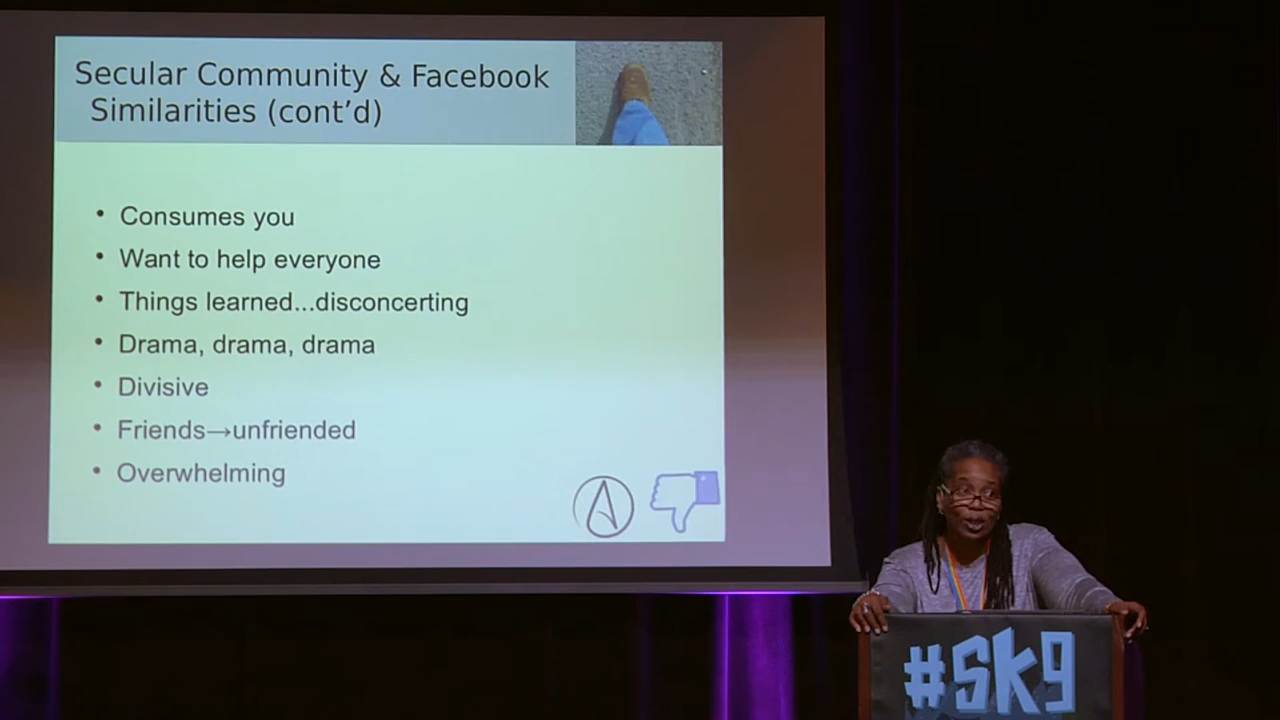 Secular Community & Facebook
Similarities (cont’d)
• Consumes you
• Want to help everyone
• Things learned...disconcerting
• Drama, drama, drama
• Divisive
• Friends→unfriended
• Overwhelming
#SK9